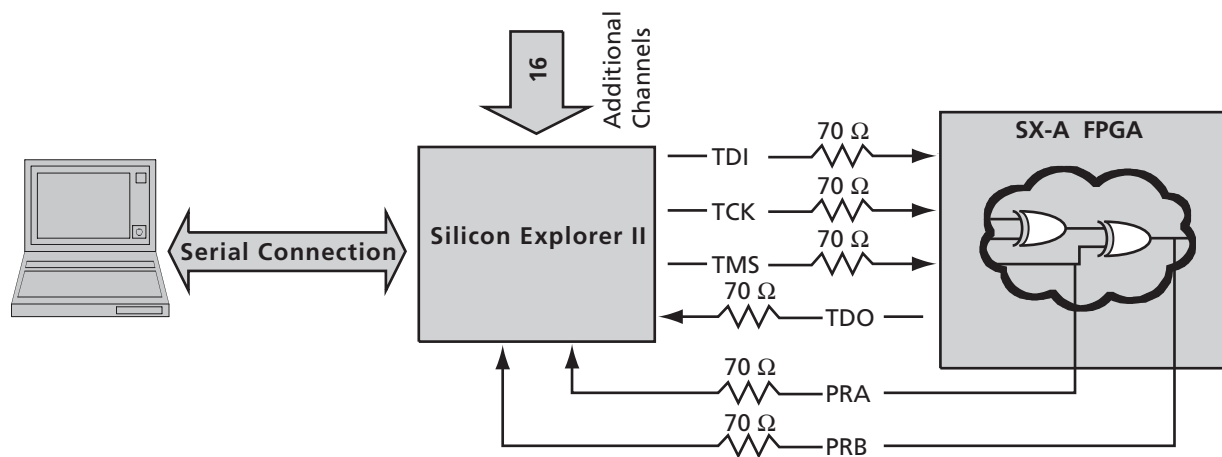 16
Additional
Channels
Serial Connection
Silicon Explorer II
70 Ω
TDI
70 Ω
TCK
70 Ω
TMS
70 Ω
TDO
70 Ω
PRA
70 Ω
PRB
SX-A FPGA